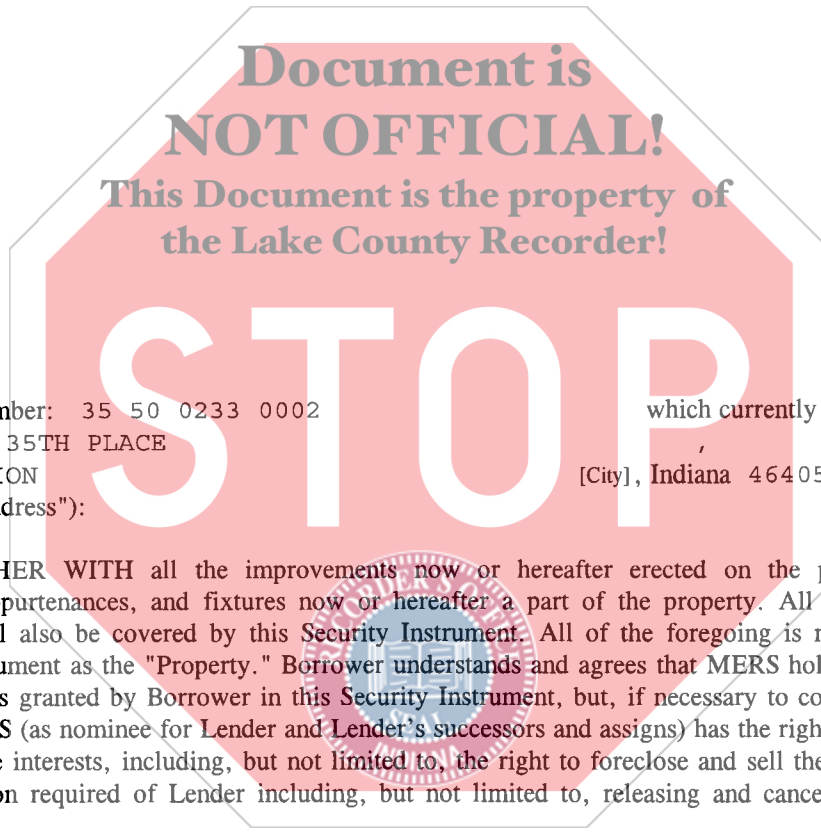 Document is
NOT OFFICIAL!
This Document is the property of
the Lake County Recorder!
STOP
mber: 35 50 0233 0002 which currently
35TH PLACE ,
ION [City], Indiana 46405
dress"):
HER WITH all the improvements now or hereafter erected on the p
purtenances, and fixtures now or hereafter a part of the property. All
l also be covered by this Security Instrument. All of the foregoing is r
ument as the "Property." Borrower understands and agrees that MERS hol
s granted by Borrower in this Security Instrument, but, if necessary to co
S (as nominee for Lender and Lender's successors and assigns) has the righ
e interests, including, but not limited to, the right to foreclose and sell the
on required of Lender including, but not limited to, releasing and cance
RECORDER'S OFFICE
SEAL
INDIANA